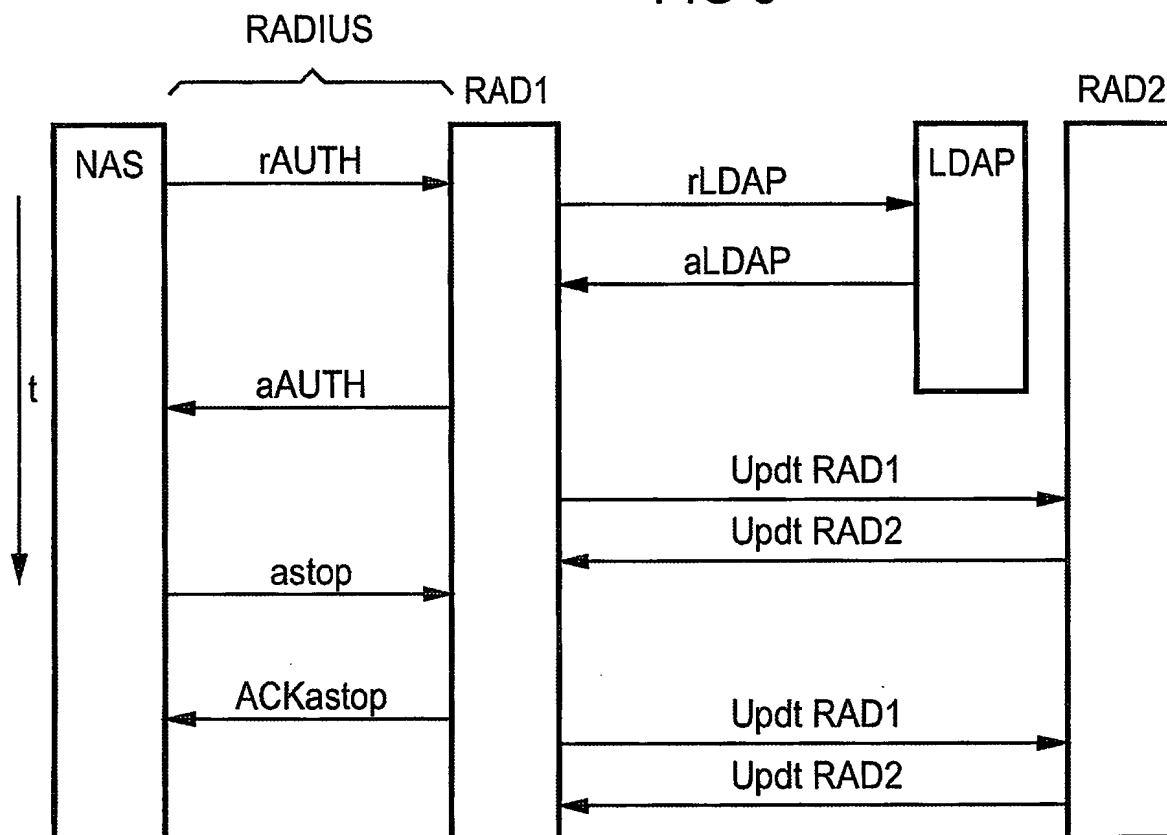 RADIUS
RAD1
RAD2
NAS
rAUTH
LDAP
rLDAP
aLDAP
t
aAUTH
Updt RAD1
Updt RAD2
astop
ACKastop
Updt RAD1
Updt RAD2